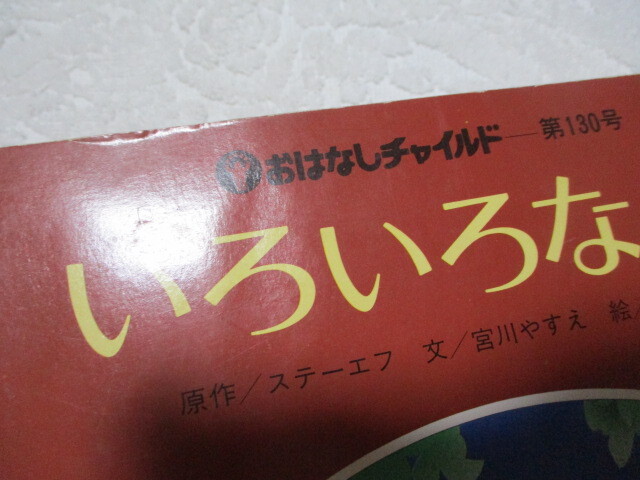 おはなしチャイルド―第130号
いろいろな
原作/ステーエフ 文/宮川やすえ 絵/